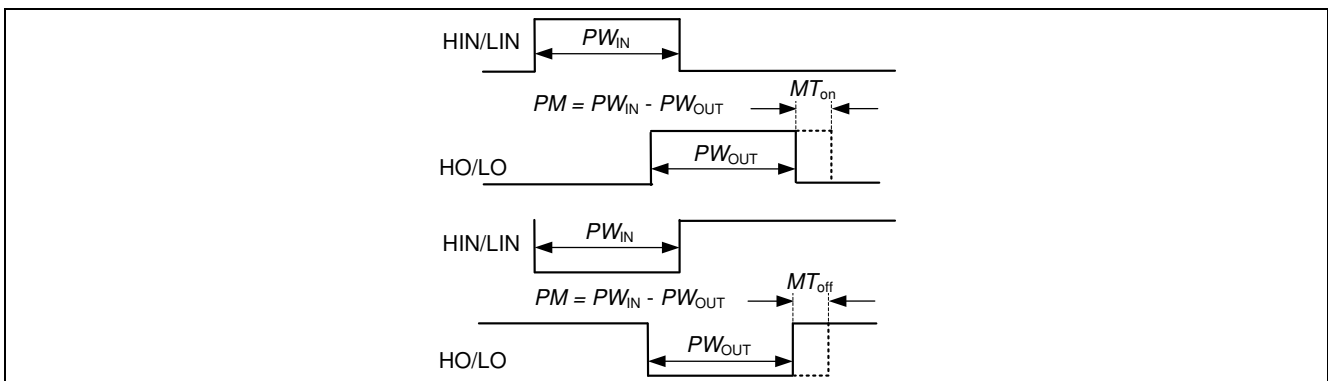 HIN/LIN
PW_IN
PM = PW_IN - PW_OUT
MT_on
HO/LO
PW_OUT
HIN/LIN
PW_IN
PM = PW_IN - PW_OUT
MT_off
HO/LO
PW_OUT